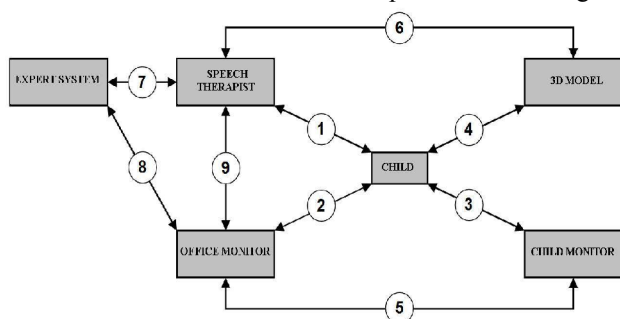 6
EXPERT SYSTEM
7
SPEECH
THERAPIST
3D MODEL
1
4
CHILD
8
9
2
3
OFFICE MONITOR
CHILD MONITOR
5